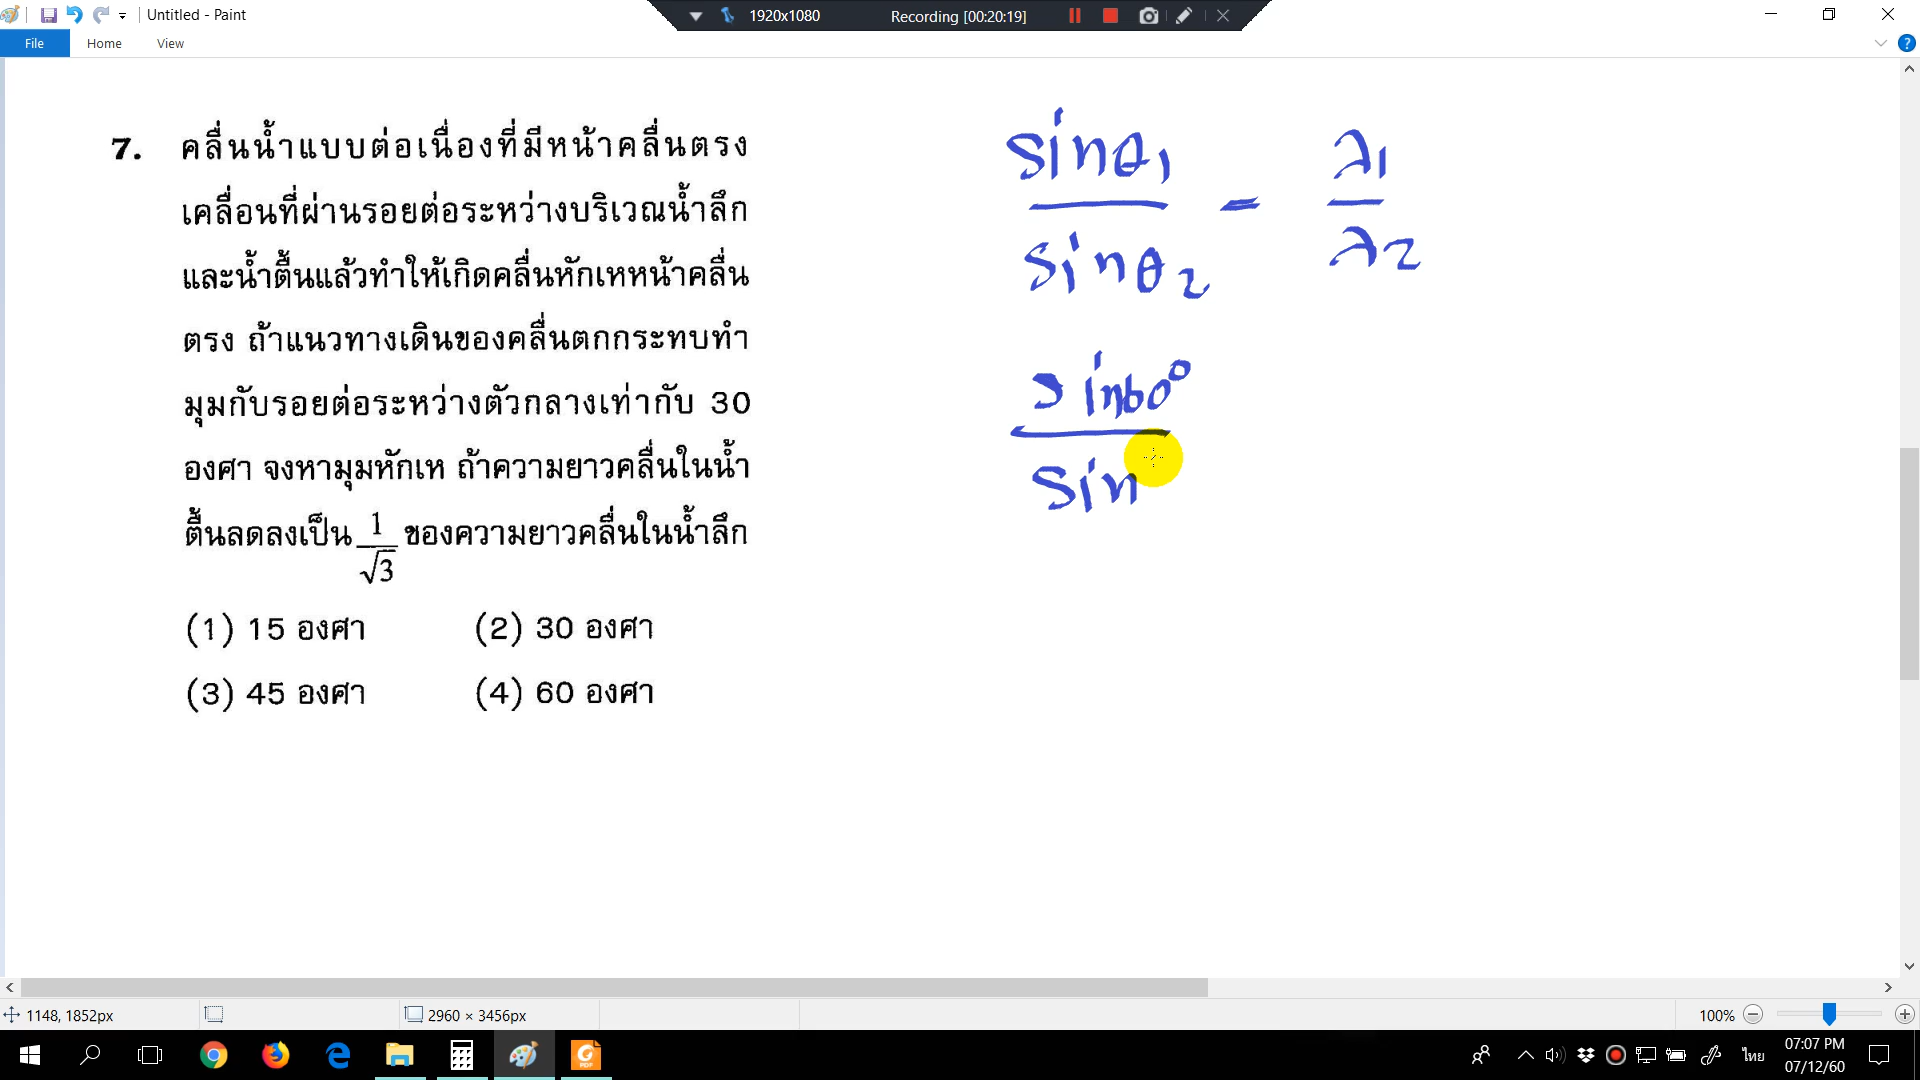 Untitled - Paint
1920x1080
Recording [00:20:19]
File Home View
7. คลื่นน้ำแบบต่อเนื่องที่มีหน้าคลื่นตรง
เคลื่อนที่ผ่านรอยต่อระหว่างบริเวณน้ำลึก
และน้ำตื้นแล้วทำให้เกิดคลื่นหักเหหน้าคลื่น
ตรง ถ้าแนวทางเดินของคลื่นตกกระทบทำ
มุมกับรอยต่อระหว่างตัวกลางเท่ากับ 30
องศา จงหามุมหักเห ถ้าความยาวคลื่นในน้ำ
ตื้นลดลงเป็น 1/√3 ของความยาวคลื่นในน้ำลึก
(1) 15 องศา (2) 30 องศา
(3) 45 องศา (4) 60 องศา
sinθ1 / sinθ2 = λ1 / λ2
sin60° / sin
1148, 1852px
2960 × 3456px
100%
ไทย
07:07 PM
07/12/60